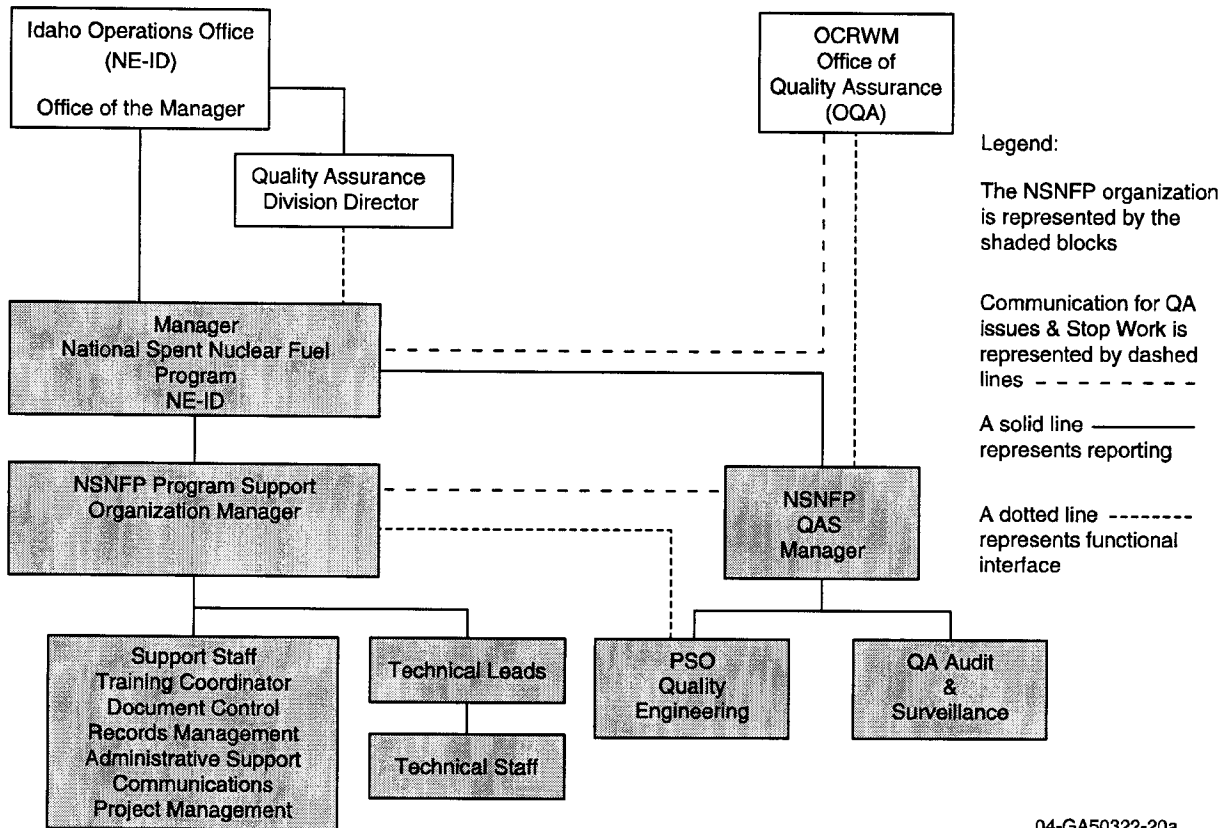 Idaho Operations Office
(NE-ID)
Office of the Manager
OCRWM
Office of
Quality Assurance
(OQA)
Quality Assurance
Division Director
Legend:
The NSNFP organization
is represented by the
shaded blocks
Communication for QA
issues & Stop Work is
represented by dashed
lines
A solid line
represents reporting
A dotted line
represents functional
interface
Manager
National Spent Nuclear Fuel
Program
NE-ID
NSNFP Program Support
Organization Manager
NSNFP
QAS
Manager
Support Staff
Training Coordinator
Document Control
Records Management
Administrative Support
Communications
Project Management
Technical Leads
Technical Staff
PSO
Quality
Engineering
QA Audit
&
Surveillance
04-GA50322-20a